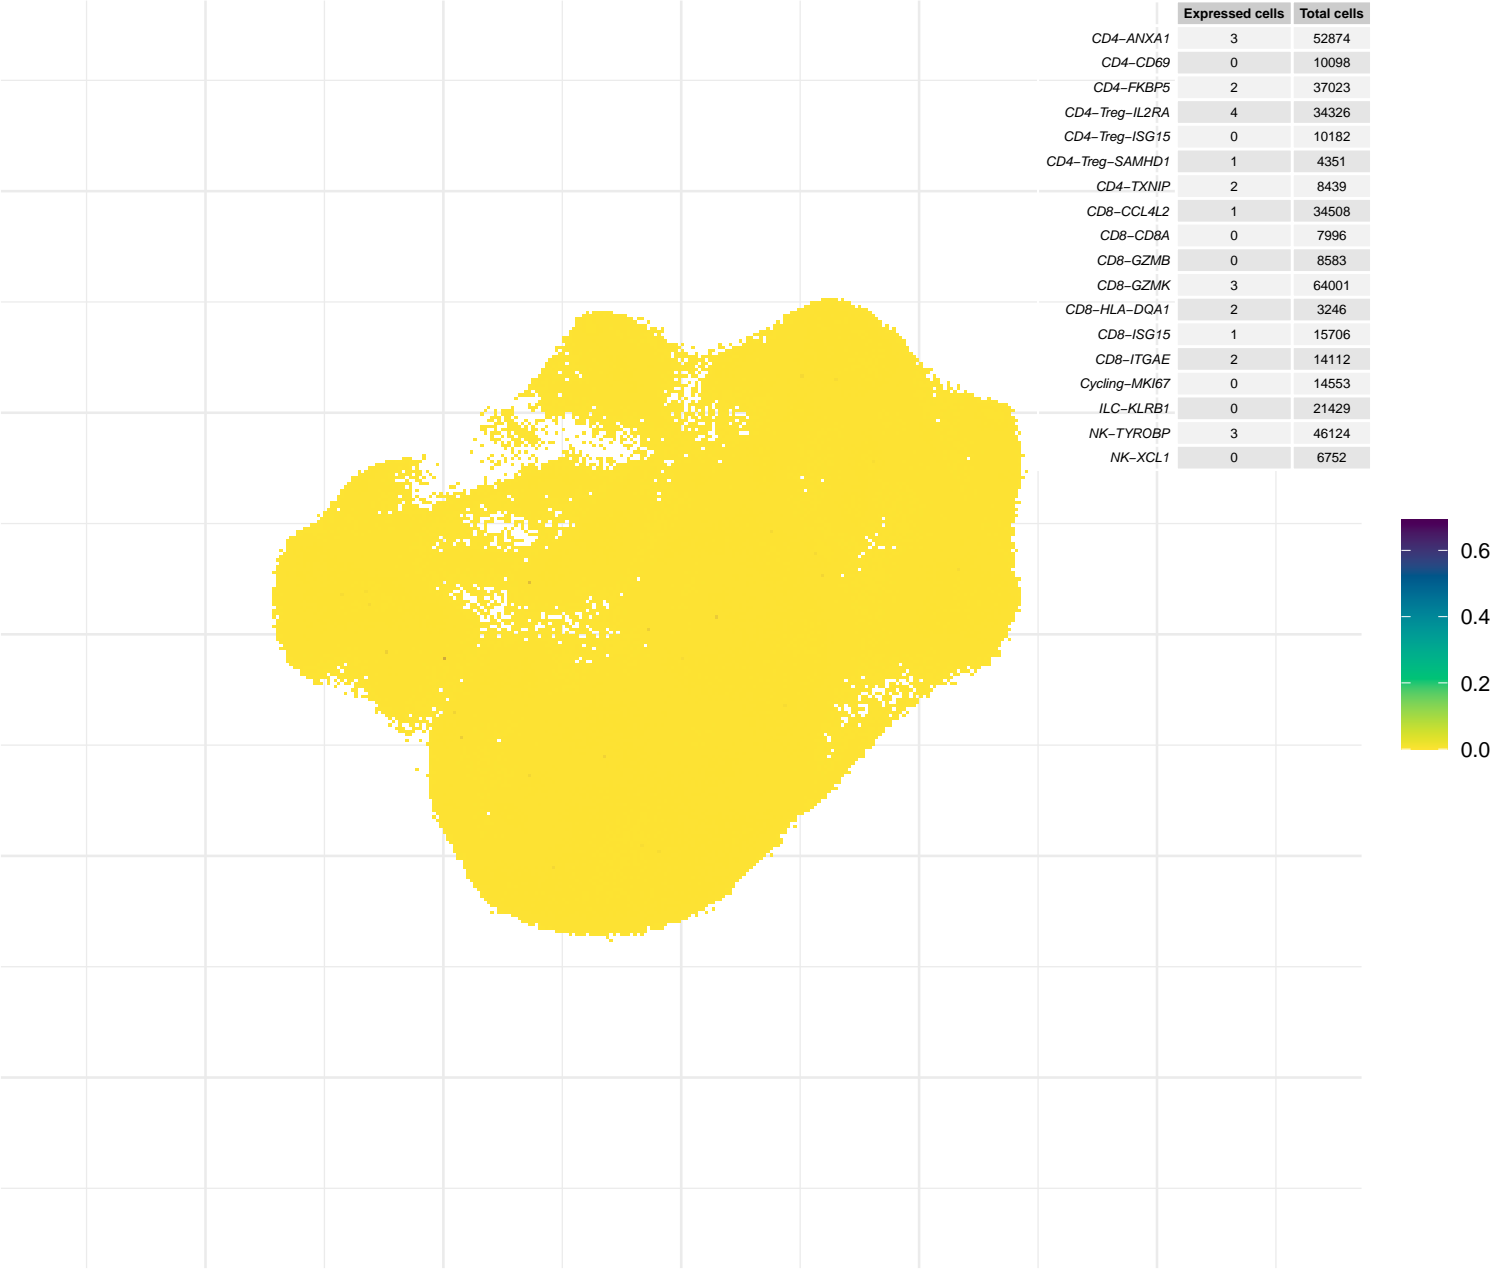 Expressed cells Total cells
CD4−ANXA1 3 52874
CD4−CD69 0 10098
CD4−FKBP5 2 37023
CD4−Treg−IL2RA 4 34326
CD4−Treg−ISG15 0 10182
CD4−Treg−SAMHD1 1 4351
CD4−TXNIP 2 8439
CD8−CCL4L2 1 34508
CD8−CD8A 0 7996
CD8−GZMB 0 8583
CD8−GZMK 3 64001
CD8−HLA−DQA1 2 3246
CD8−ISG15 1 15706
CD8−ITGAE 2 14112
Cycling−MKI67 0 14553
ILC−KLRB1 0 21429
NK−TYROBP 3 46124
NK−XCL1 0 6752
0.6
0.4
0.2
0.0